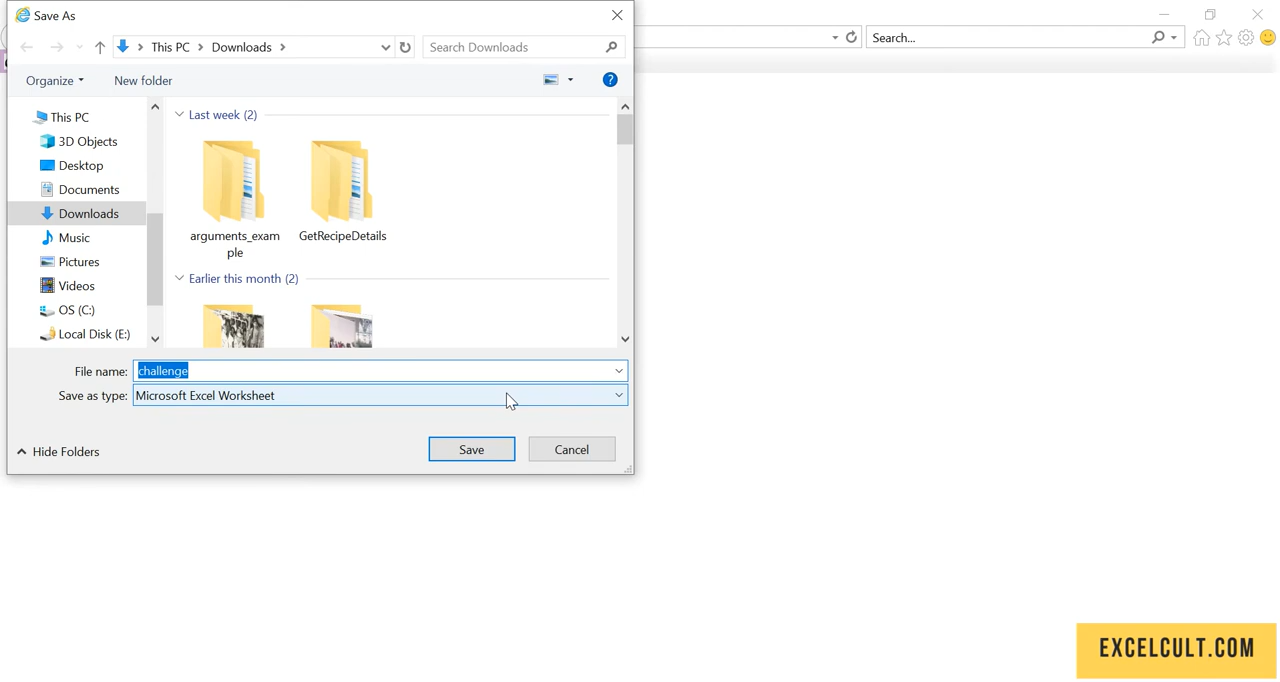 Save As
This PC
Downloads
Search Downloads
Search...
Organize
New folder
?
This PC
3D Objects
Desktop
Documents
Downloads
Music
Pictures
Videos
OS (C:)
Local Disk (E:)
Last week (2)
arguments_exam
ple
GetRecipeDetails
Earlier this month (2)
File name:
challenge
Save as type:
Microsoft Excel Worksheet
Hide Folders
Save
Cancel
EXCELCULT.COM